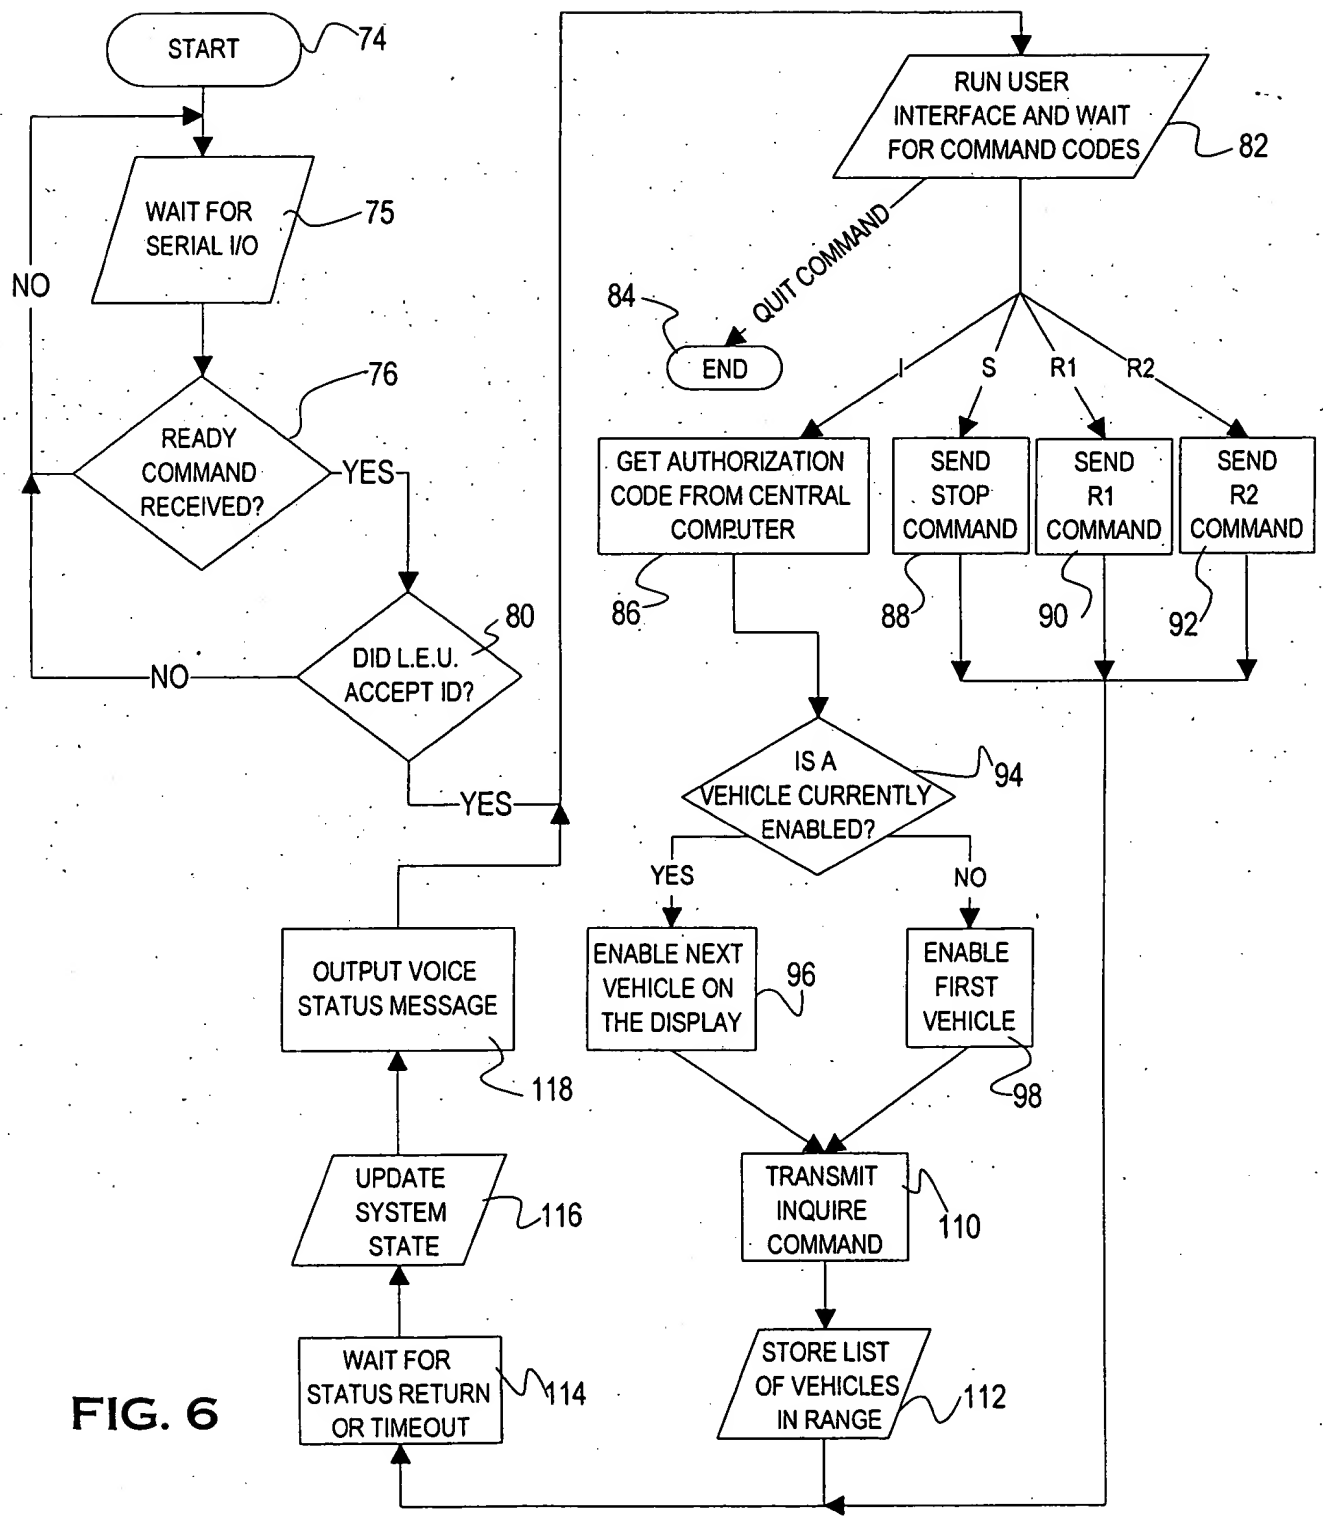 START
74
WAIT FOR
SERIAL I/O
75
NO
READY
COMMAND
RECEIVED?
76
YES
DID L.E.U.
ACCEPT ID?
80
NO
YES
RUN USER
INTERFACE AND WAIT
FOR COMMAND CODES
82
QUIT COMMAND
84
END
I
S
R1
R2
GET AUTHORIZATION
CODE FROM CENTRAL
COMPUTER
86
SEND
STOP
COMMAND
88
SEND
R1
COMMAND
90
SEND
R2
COMMAND
92
IS A
VEHICLE CURRENTLY
ENABLED?
94
YES
NO
ENABLE NEXT
VEHICLE ON
THE DISPLAY
96
ENABLE
FIRST
VEHICLE
98
TRANSMIT
INQUIRE
COMMAND
110
STORE LIST
OF VEHICLES
IN RANGE
112
OUTPUT VOICE
STATUS MESSAGE
118
UPDATE
SYSTEM
STATE
116
WAIT FOR
STATUS RETURN
OR TIMEOUT
114
FIG. 6